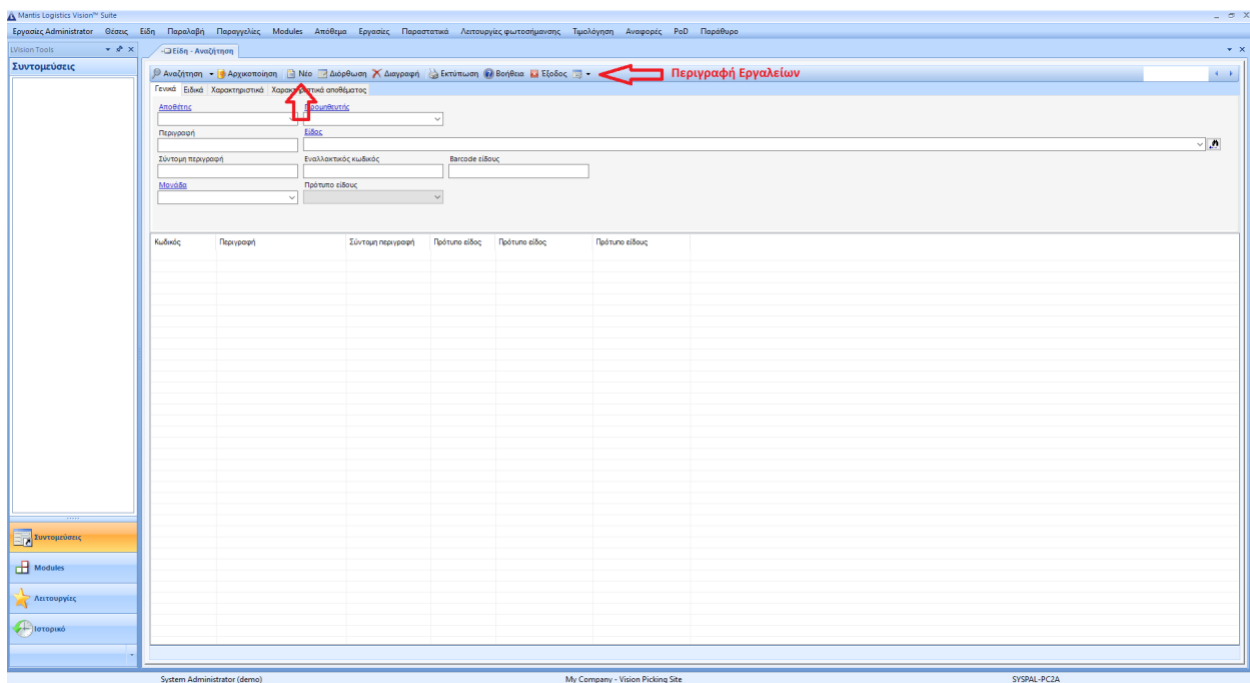 Mantis Logistics Vision™ Suite
Εργασίες Administrator Θέσεις Είδη Παραλαβή Παραγγελίες Modules Απόθεμα Εργασίες Παραστατικά Λειτουργίες φωτοσήμανσης Τιμολόγηση Αναφορές PoD Παράθυρο
LVision Tools
Είδη - Αναζήτηση
Συντομεύσεις
Αναζήτηση Αρχικοποίηση Νέο Διόρθωση Διαγραφή Εκτύπωση Βοήθεια Έξοδος Περιγραφή Εργαλείων
Γενικά Ειδικά Χαρακτηριστικά Χαρακτηριστικά αποθέματος
Αποθέτης Προμηθευτής
Περιγραφή Είδος
Σύντομη περιγραφή Εναλλακτικός κωδικός Barcode είδους
Μονάδα Πρότυπο είδους
Κωδικός Περιγραφή Σύντομη περιγραφή Πρότυπο είδος Πρότυπο είδος Πρότυπο είδους
Συντομεύσεις
Modules
Λειτουργίες
Ιστορικό
System Administrator (demo) My Company - Vision Picking Site SYSPAL-PC2A